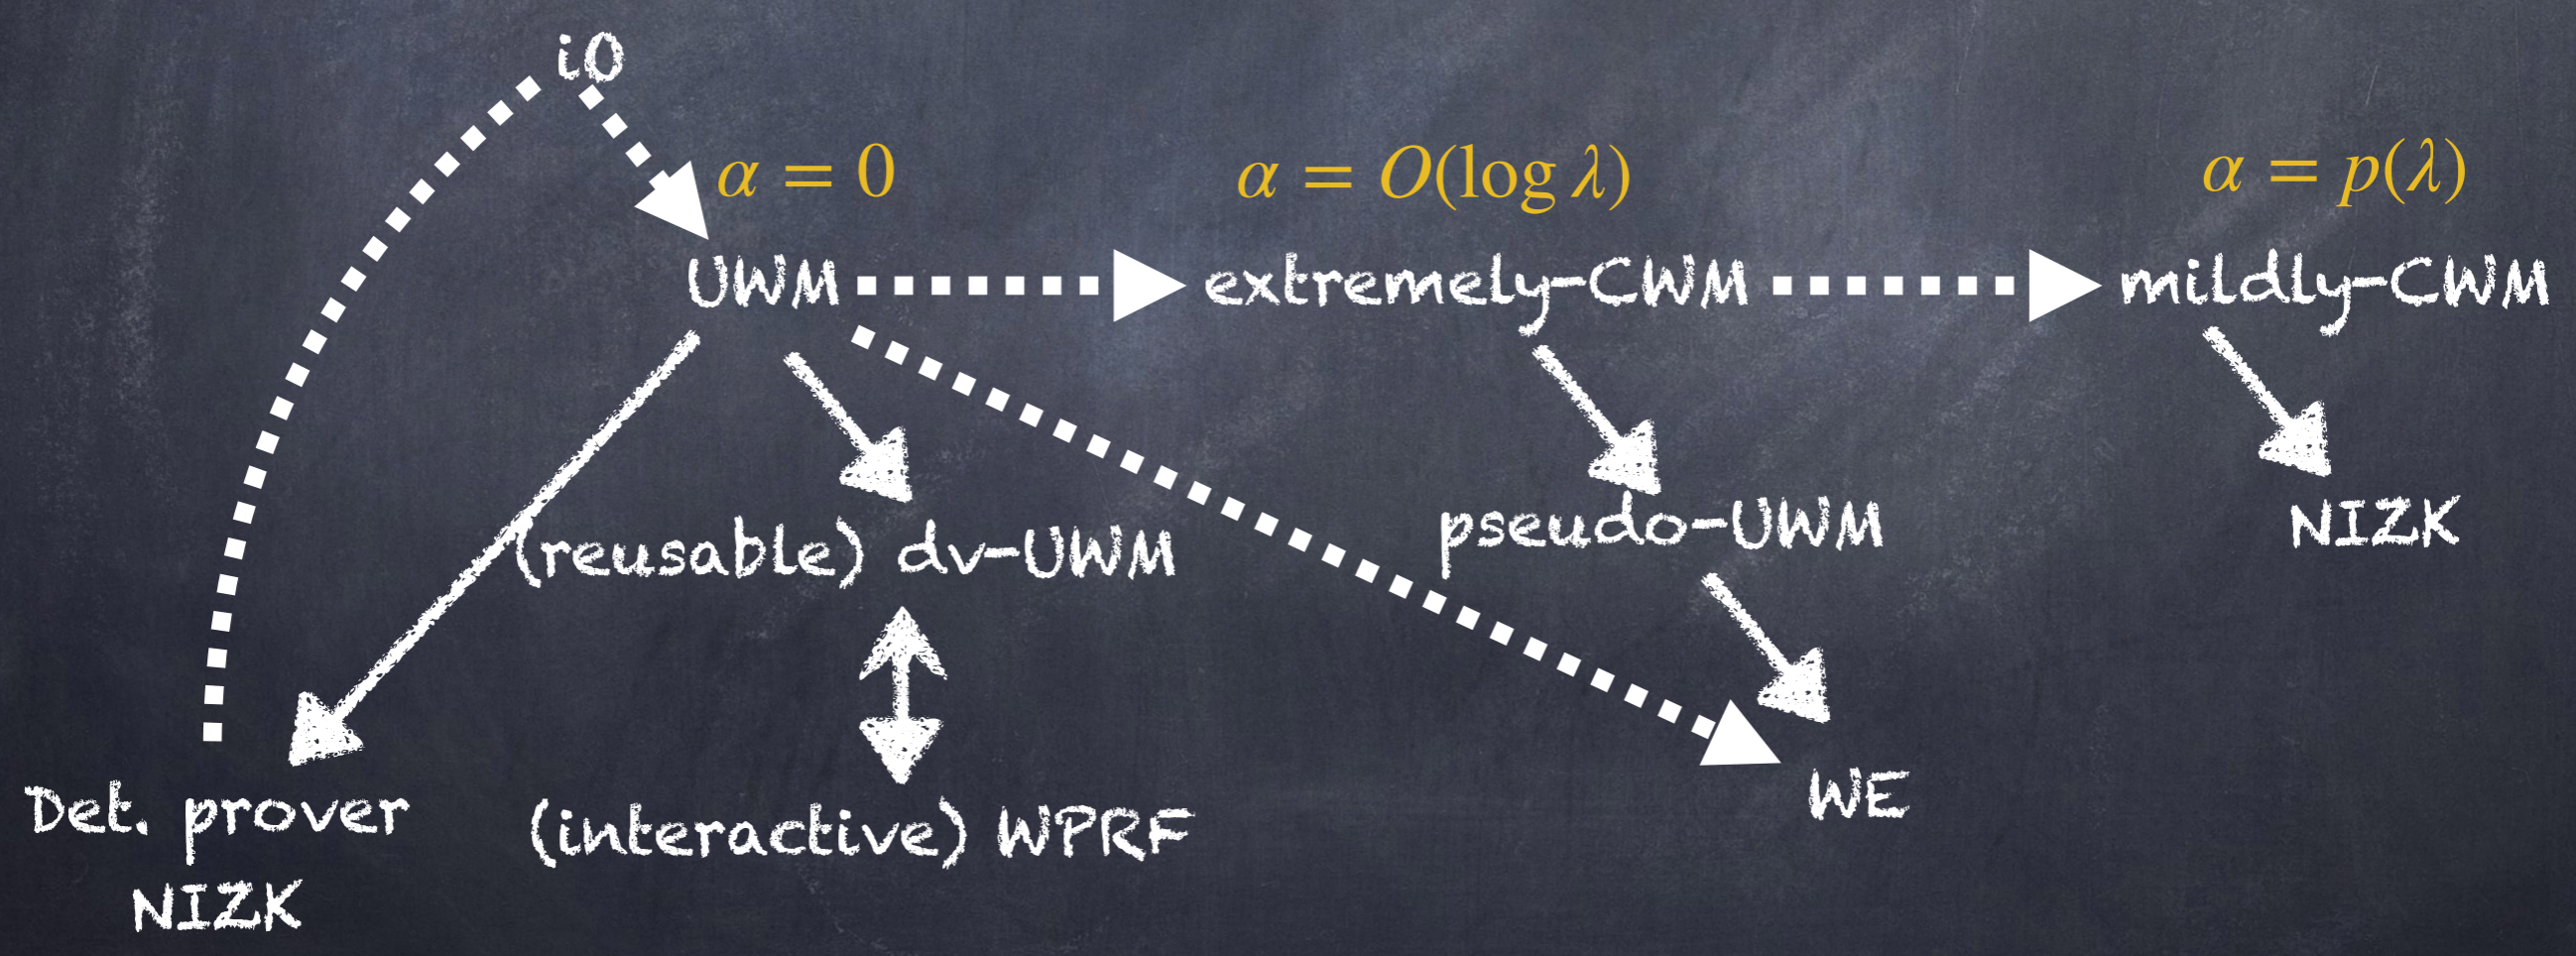 iO
α = 0
α = O(log λ)
α = p(λ)
UWM
extremely-CWM
mildly-CWM
(reusable) dv-UWM
pseudo-UWM
NIZK
Det. prover
NIZK
(interactive) WPRF
WE